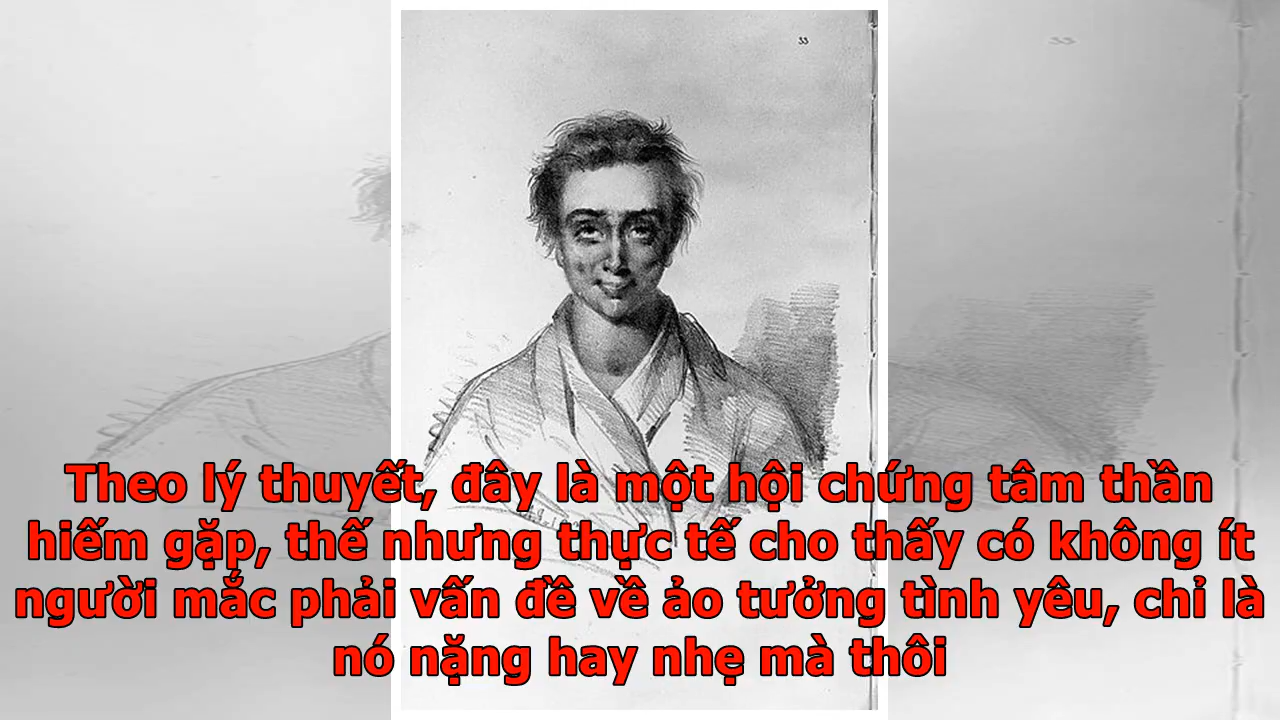 33
Theo lý thuyết, đây là một hội chứng tâm thần
hiếm gặp, thế nhưng thực tế cho thấy có không ít
người mắc phải vấn đề về ảo tưởng tình yêu, chỉ là
nó nặng hay nhẹ mà thôi